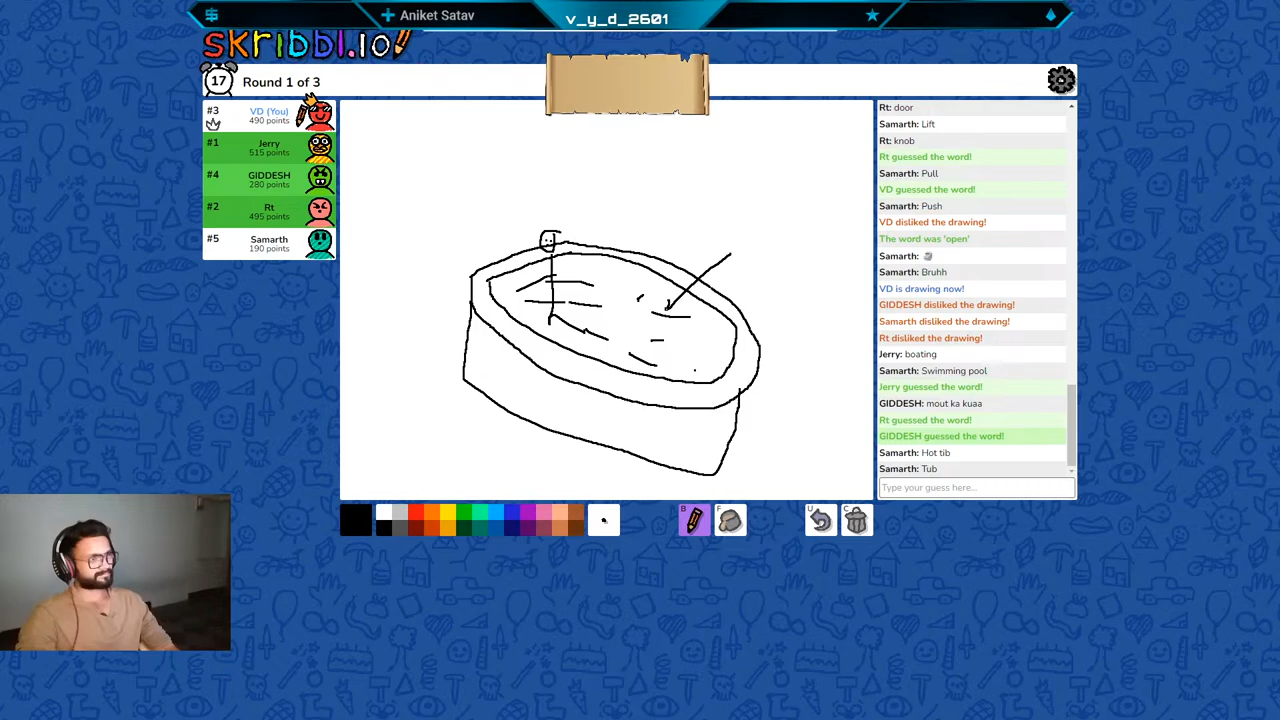 Aniket Satav
v_y_d_2601
skribbl.io
17
Round 1 of 3
#3
VD (You)
490 points
#1
Jerry
515 points
#4
GIDDESH
280 points
#2
Rt
495 points
#5
Samarth
190 points
Rt: door
Samarth: Lift
Rt: knob
Rt guessed the word!
Samarth: Pull
VD guessed the word!
Samarth: Push
VD disliked the drawing!
The word was 'open'
Samarth:
Samarth: Bruhh
VD is drawing now!
GIDDESH disliked the drawing!
Samarth disliked the drawing!
Rt disliked the drawing!
Jerry: boating
Samarth: Swimming pool
Jerry guessed the word!
GIDDESH: mout ka kuaa
Rt guessed the word!
GIDDESH guessed the word!
Samarth: Hot tib
Samarth: Tub
Type your guess here...
B
F
U
C